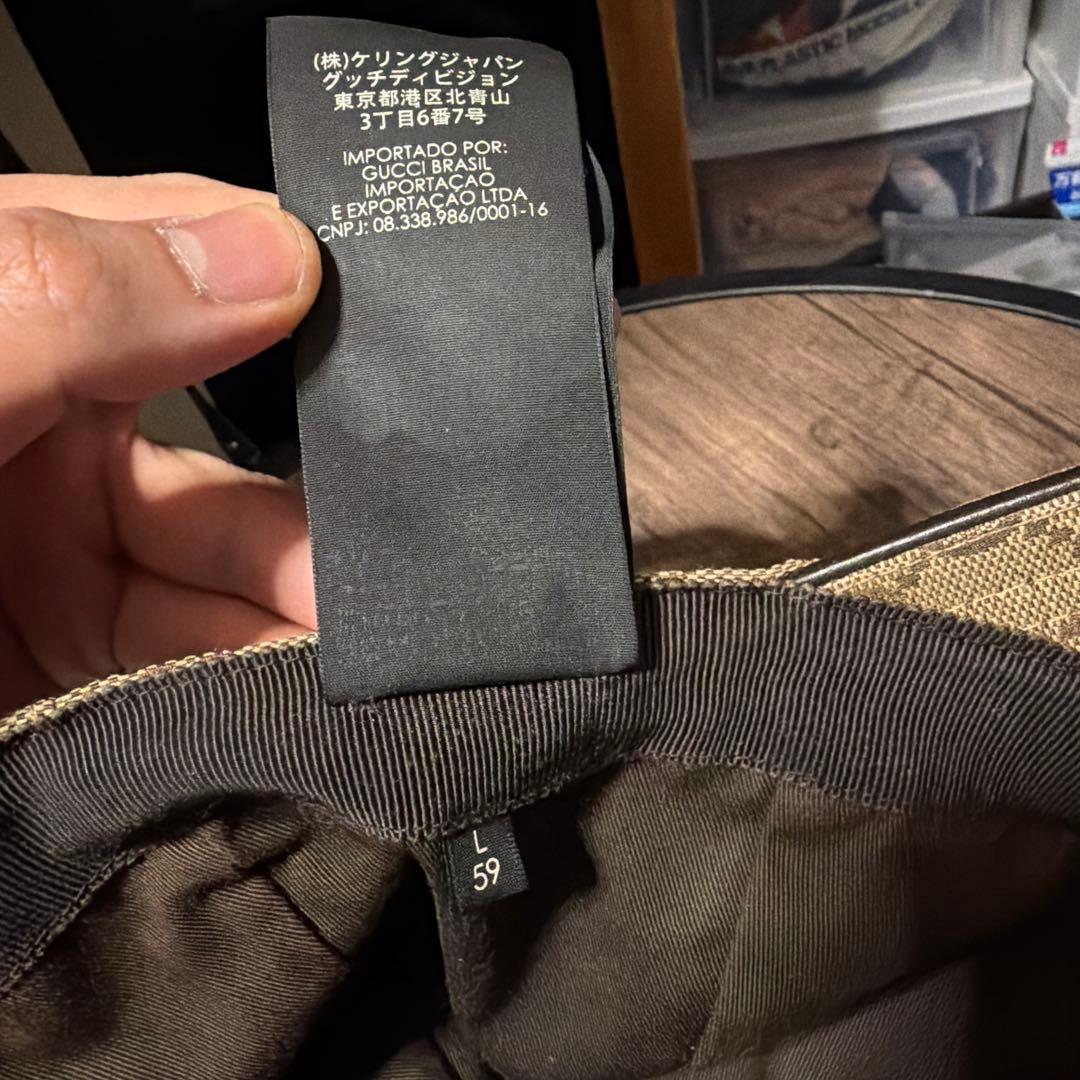 (株)ケリングジャパン
グッチディビジョン
東京都港区北青山
3丁目6番7号
IMPORTADO POR:
GUCCI BRASIL
IMPORTAÇAO
E EXPORTAÇAO LTDA
CNPJ: 08.338.986/0001-16
L
59
PLASTIC MODEL